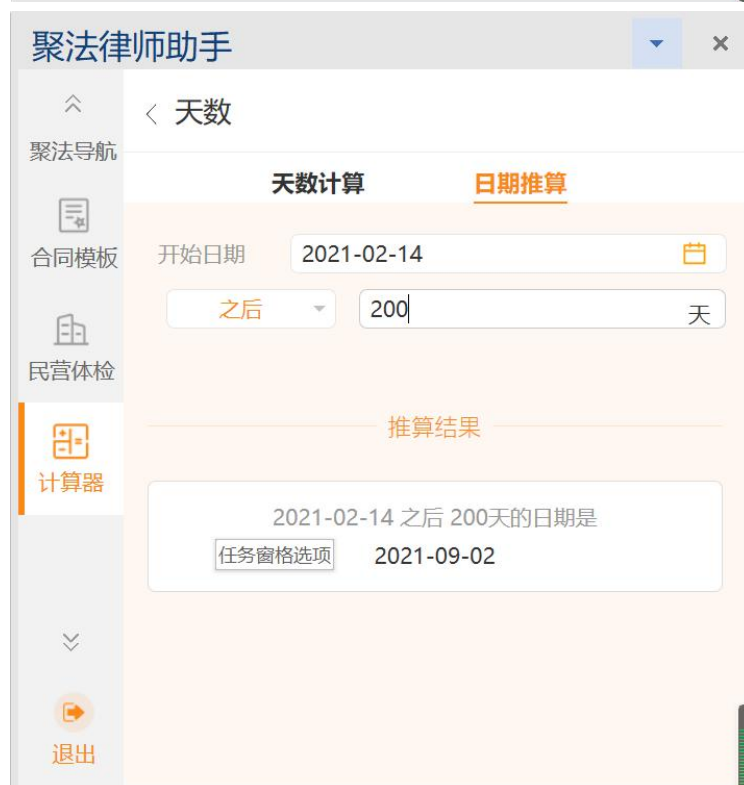 聚法律师助手
聚法导航
合同模板
民营体检
计算器
退出
天数
天数计算
日期推算
开始日期
2021-02-14
之后
200
天
推算结果
2021-02-14 之后 200天的日期是
任务窗格选项
2021-09-02